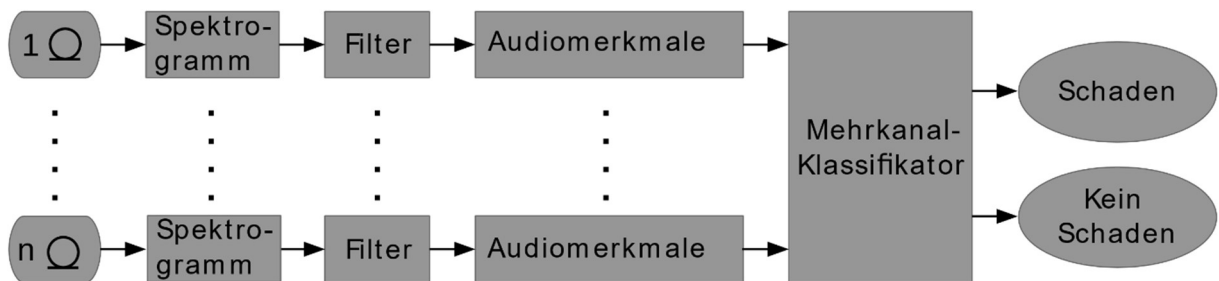 1
Spektro-
gramm
Filter
Audiomerkmale
Mehrkanal-
Klassifikator
Schaden
Kein
Schaden
n
Spektro-
gramm
Filter
Audiomerkmale